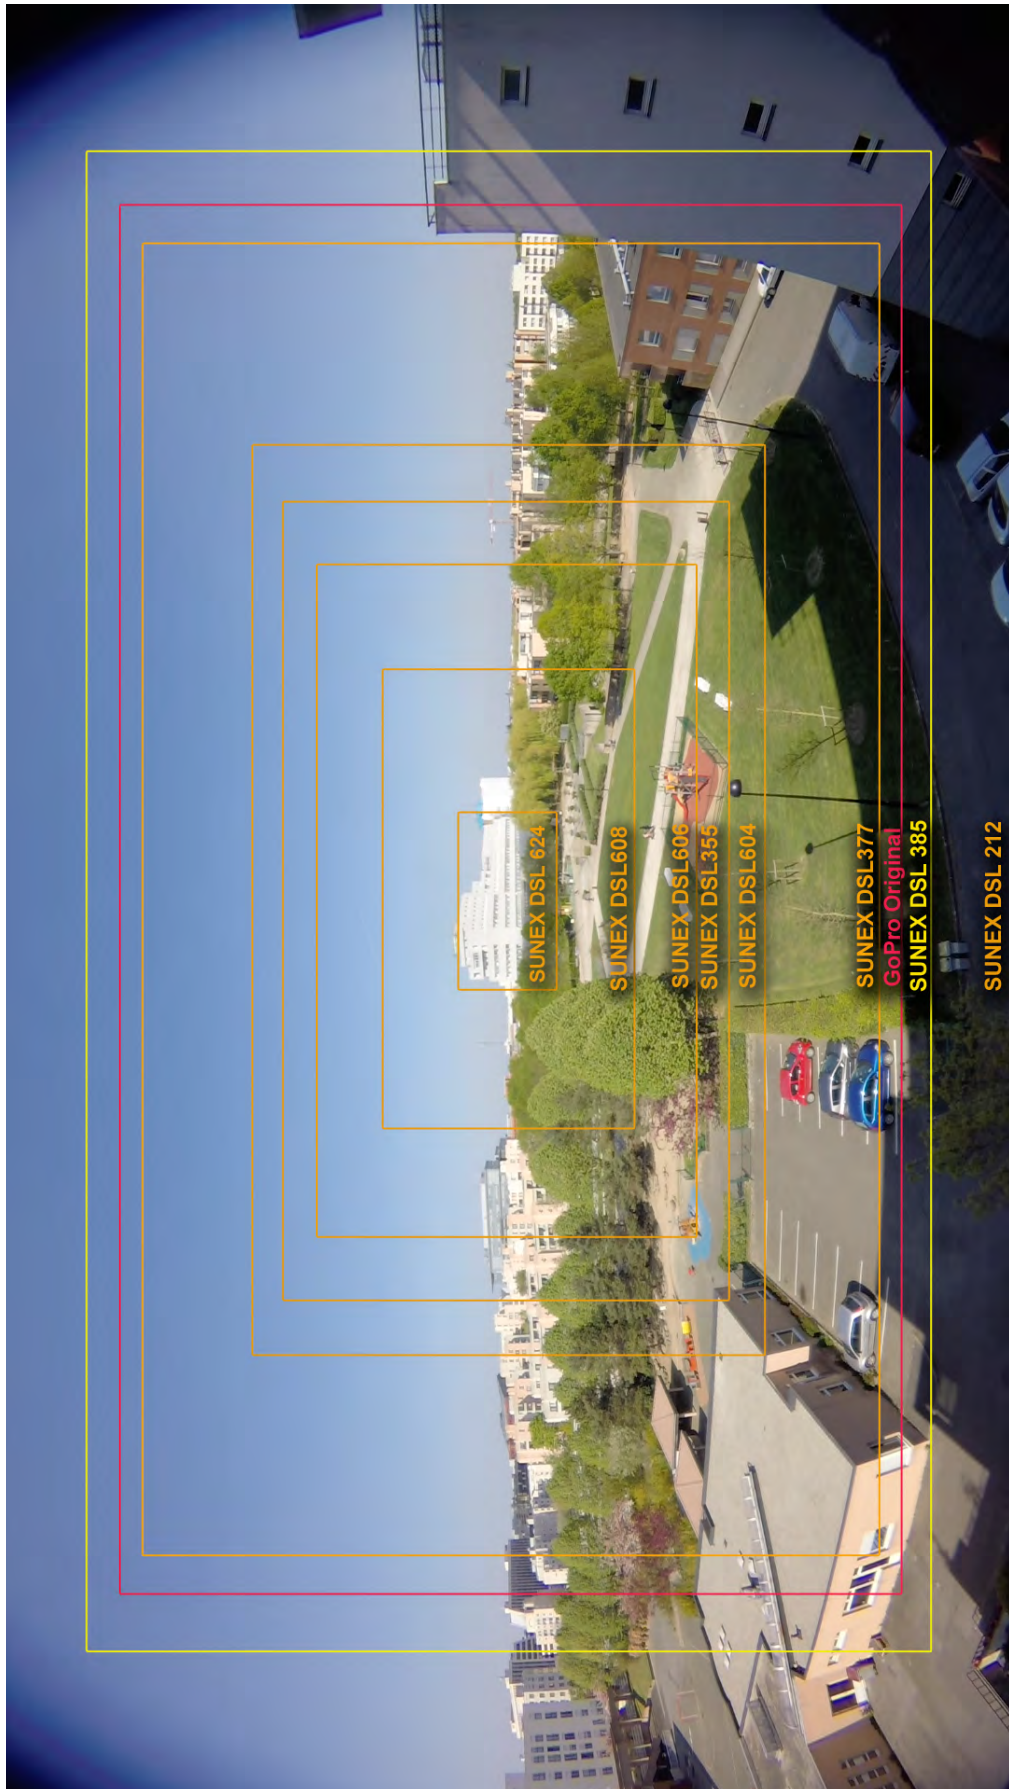 SUNEX DSL 624
SUNEX DSL608
SUNEX DSL606
SUNEX DSL355
SUNEX DSL604
SUNEX DSL377
GoPro Original
SUNEX DSL 385
SUNEX DSL 212